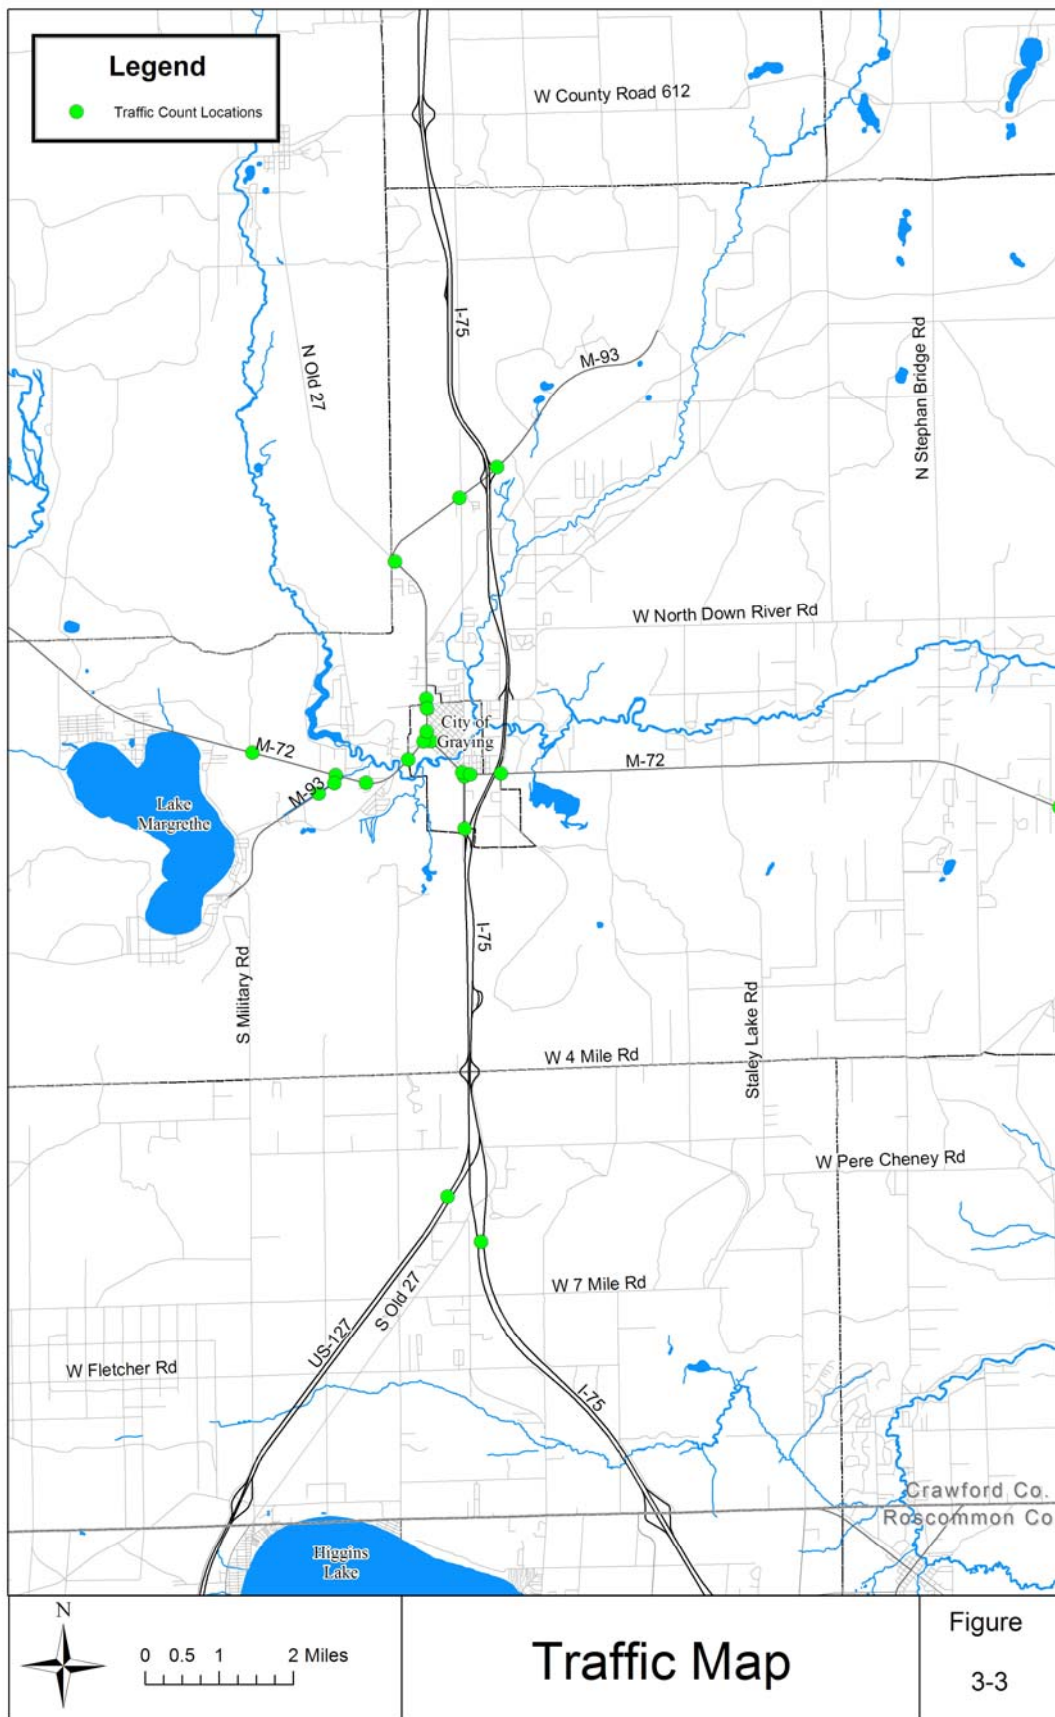 Legend
Traffic Count Locations
W County Road 612
I-75
M-93
N Old 27
N Stephan Bridge Rd
W North Down River Rd
City of
Grayling
M-72
M-72
M-93
Lake
Margrethe
I-75
S Military Rd
Staley Lake Rd
W 4 Mile Rd
W Pere Cheney Rd
W 7 Mile Rd
S Old 27
US-127
W Fletcher Rd
I-75
Crawford Co.
Roscommon Co
Higgins
Lake
N
0 0.5 1 2 Miles
Traffic Map
Figure
3-3